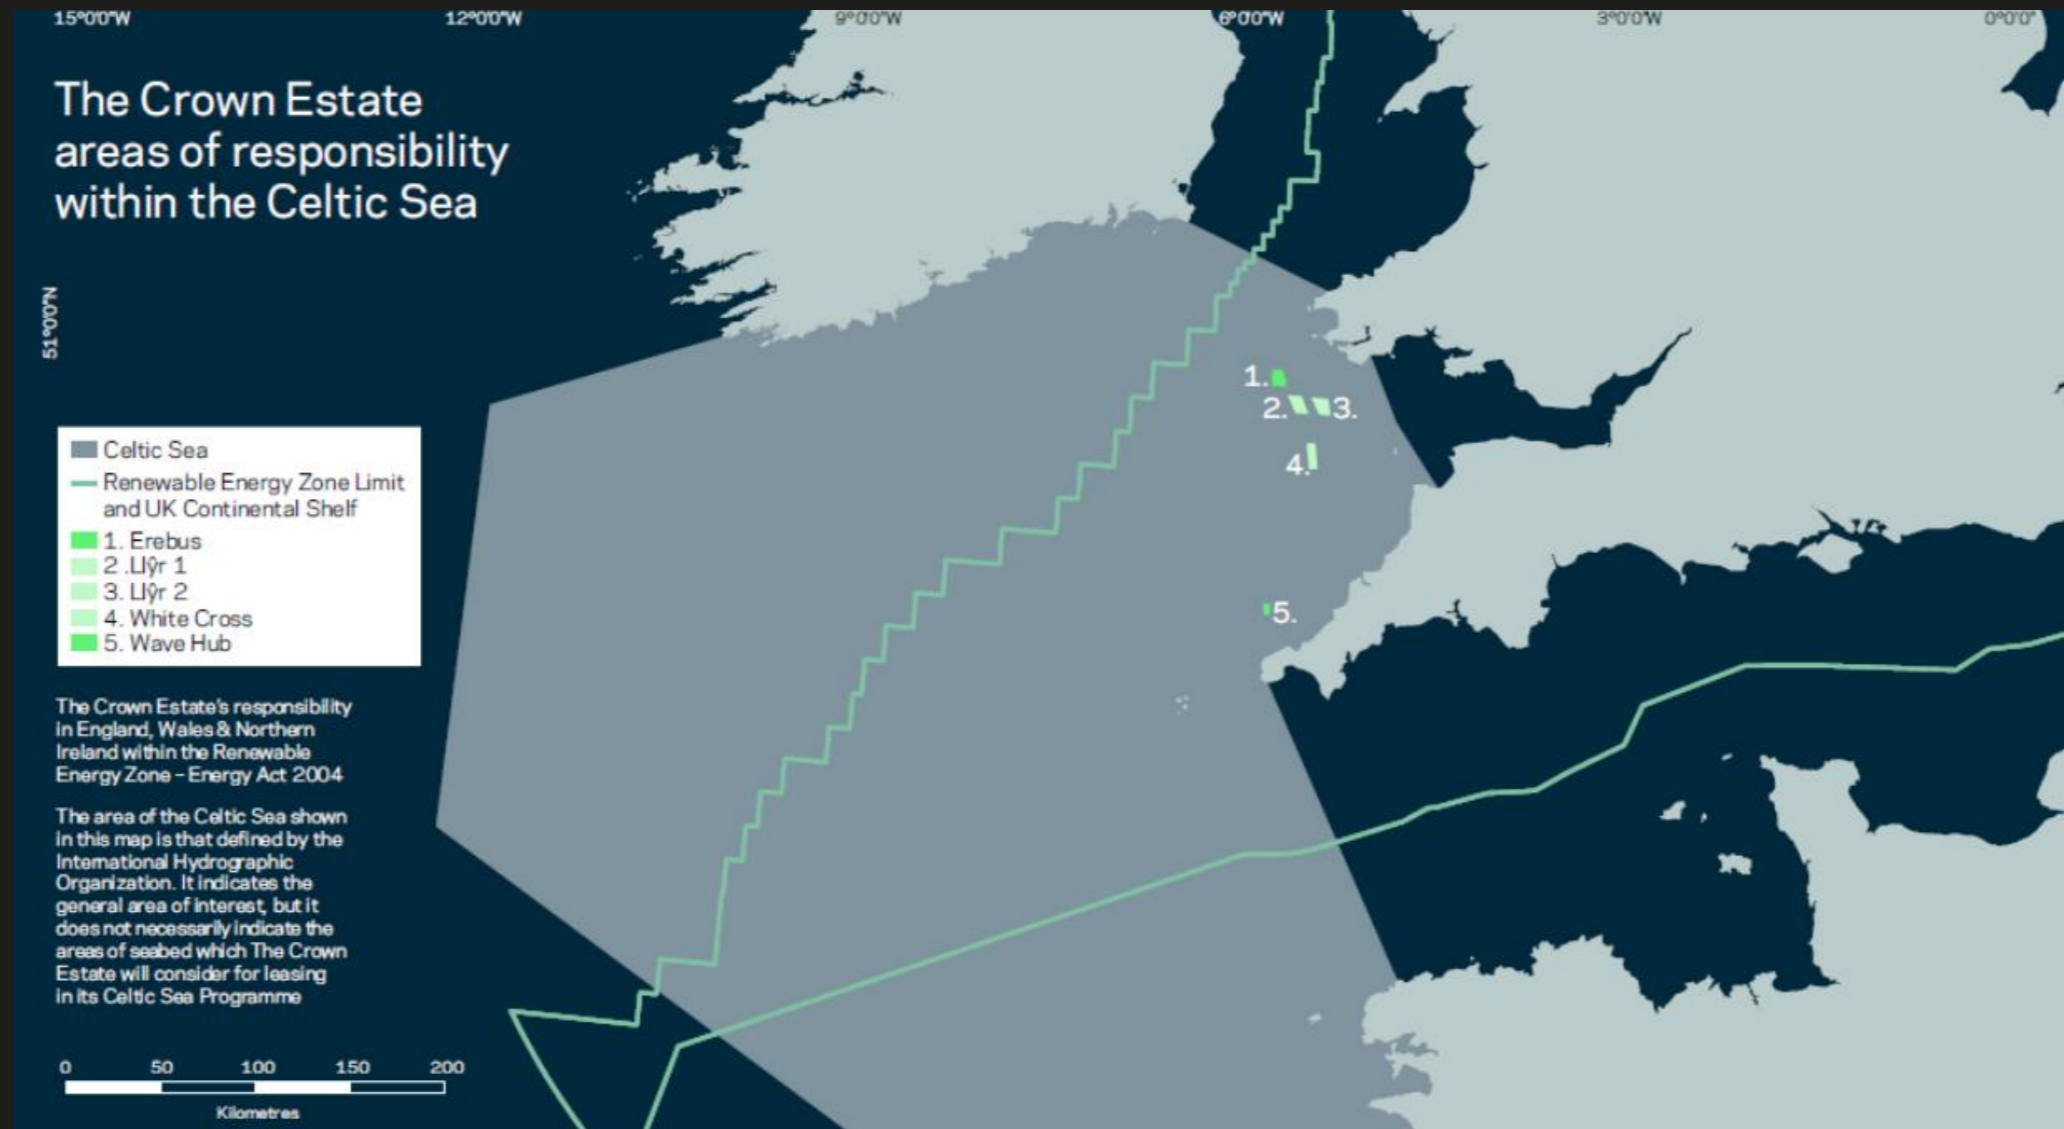 15°0'0"W 12°0'0"W 9°0'0"W 6°0'0"W 3°0'0"W 0°0'0"
The Crown Estate
areas of responsibility
within the Celtic Sea
51°0'0"N
1.
2.
3.
4.
5.
Celtic Sea
Renewable Energy Zone Limit
and UK Continental Shelf
1. Erebus
2 .Llŷr 1
3. Llŷr 2
4. White Cross
5. Wave Hub
The Crown Estate's responsibility
in England, Wales & Northern
Ireland within the Renewable
Energy Zone – Energy Act 2004
The area of the Celtic Sea shown
in this map is that defined by the
International Hydrographic
Organization. It indicates the
general area of interest, but it
does not necessarily indicate the
areas of seabed which The Crown
Estate will consider for leasing
in its Celtic Sea Programme
0 50 100 150 200
Kilometres